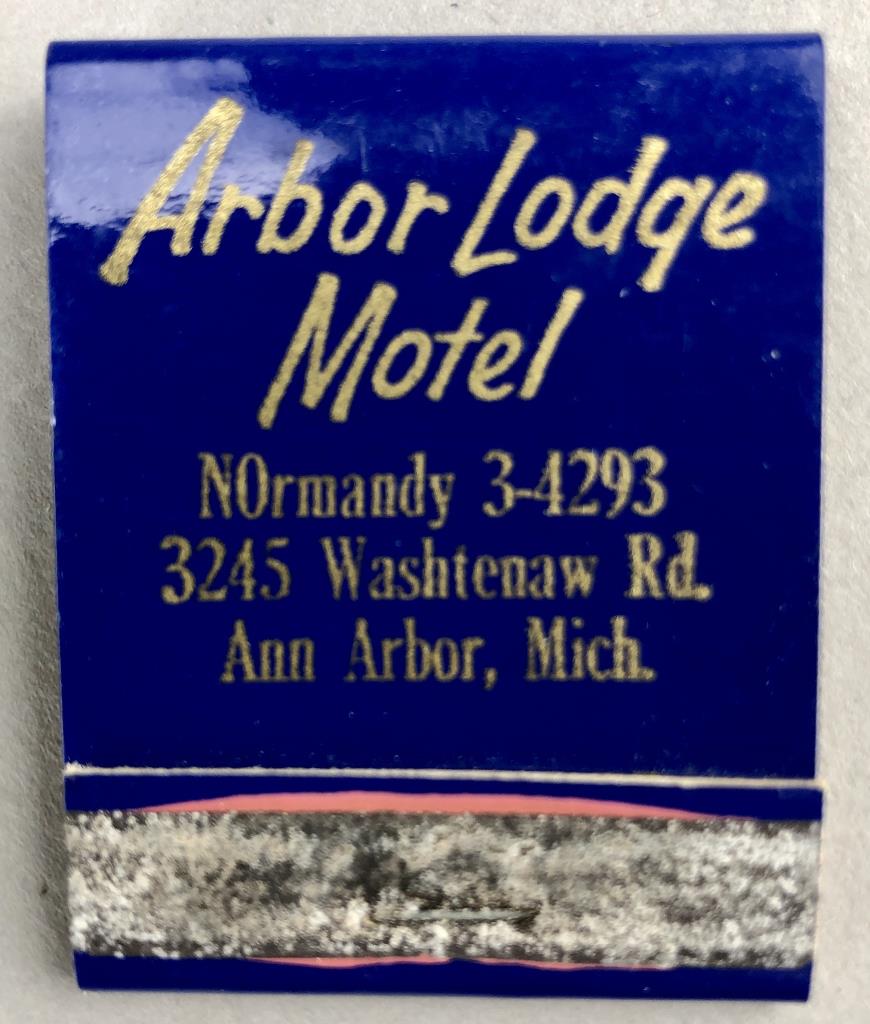 Arbor Lodge
Motel
NOrmandy 3-4293
3245 Washtenaw Rd.
Ann Arbor, Mich.